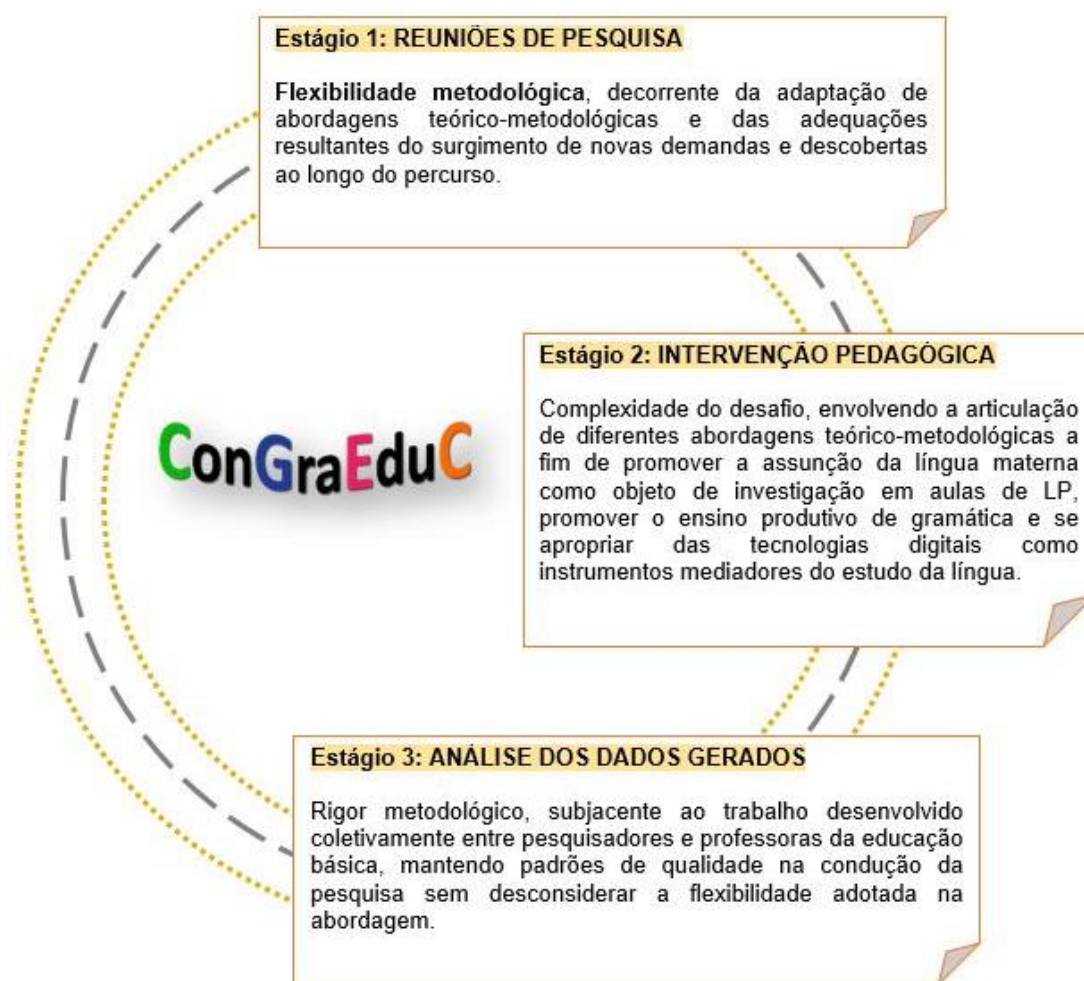 Estágio 1: REUNIÕES DE PESQUISA
Flexibilidade metodológica, decorrente da adaptação de
abordagens teórico-metodológicas e das adequações
resultantes do surgimento de novas demandas e descobertas
ao longo do percurso.
Estágio 2: INTERVENÇÃO PEDAGÓGICA
Complexidade do desafio, envolvendo a articulação
de diferentes abordagens teórico-metodológicas a
fim de promover a assunção da língua materna
como objeto de investigação em aulas de LP,
promover o ensino produtivo de gramática e se
apropriar das tecnologias digitais como
instrumentos mediadores do estudo da língua.
ConGraEduC
Estágio 3: ANÁLISE DOS DADOS GERADOS
Rigor metodológico, subjacente ao trabalho desenvolvido
coletivamente entre pesquisadores e professoras da educação
básica, mantendo padrões de qualidade na condução da
pesquisa sem desconsiderar a flexibilidade adotada na
abordagem.